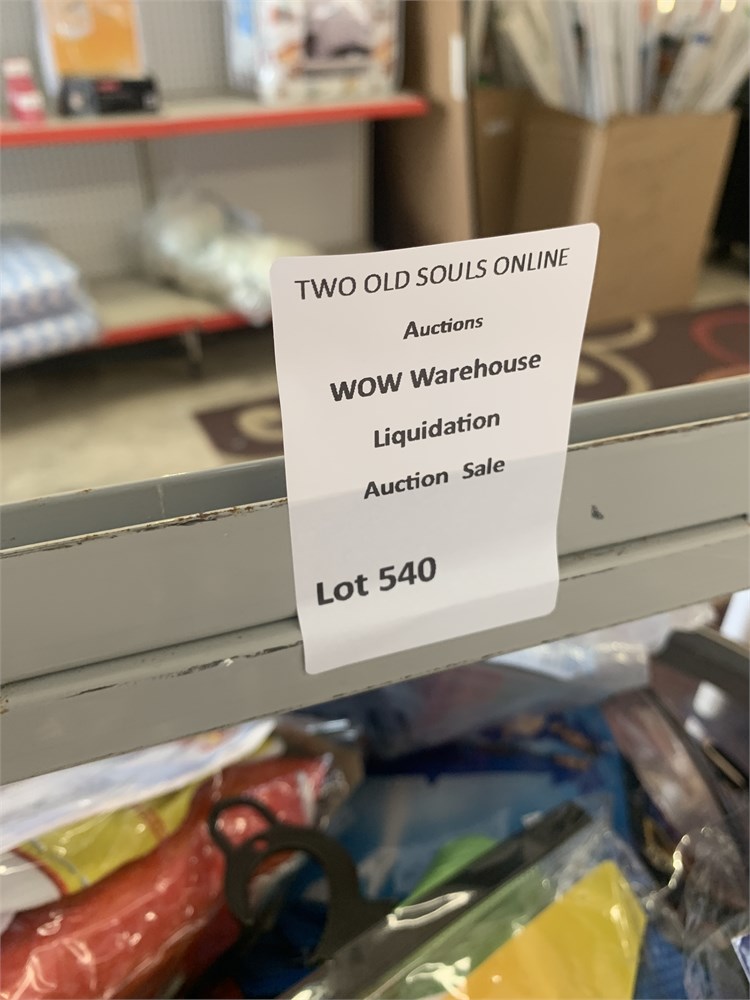 TWO OLD SOULS ONLINE
Auctions
WOW Warehouse
Liquidation
Auction Sale
Lot 540